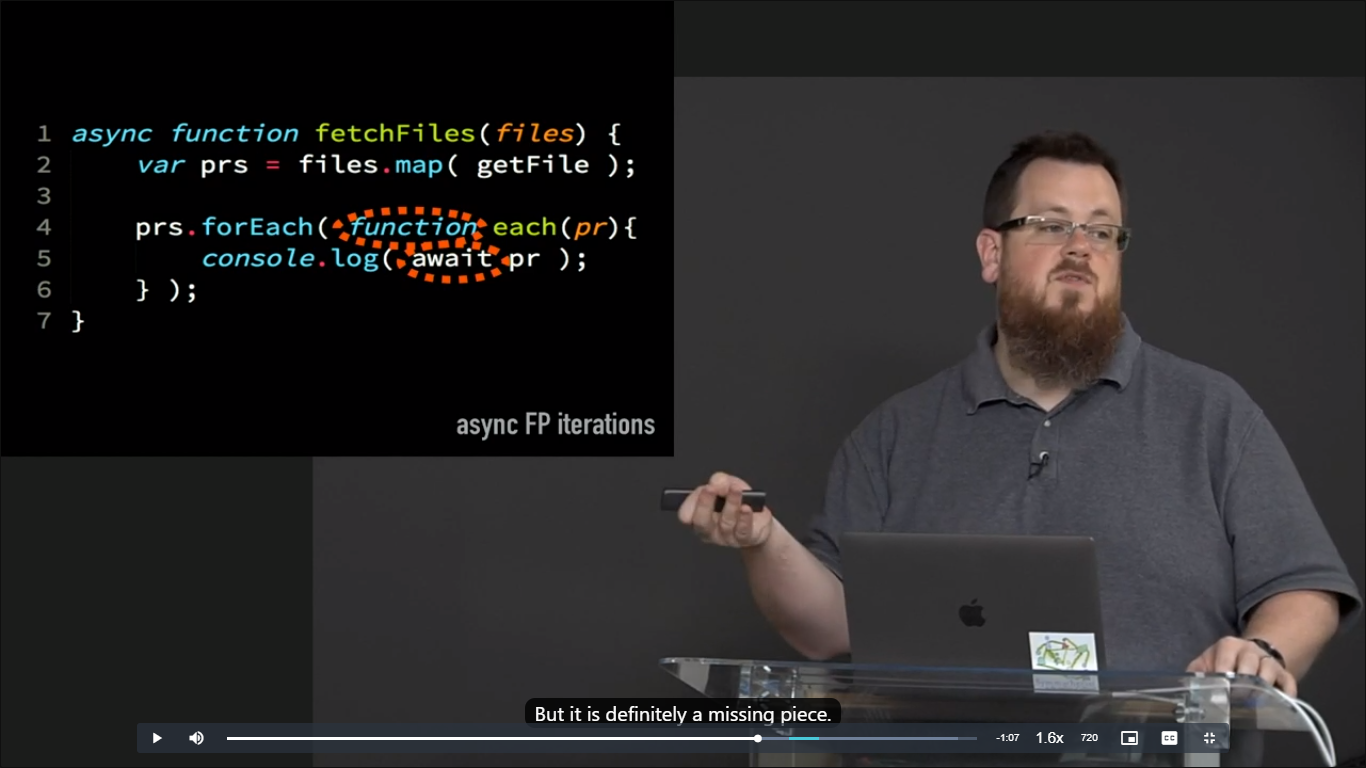 1 async function fetchFiles(files) {
2 var prs = files.map( getFile );
3
4 prs.forEach( function each(pr){
5 console.log( await pr );
6 } );
7 }
async FP iterations
But it is definitely a missing piece.
-1:07 1.6x 720 CC